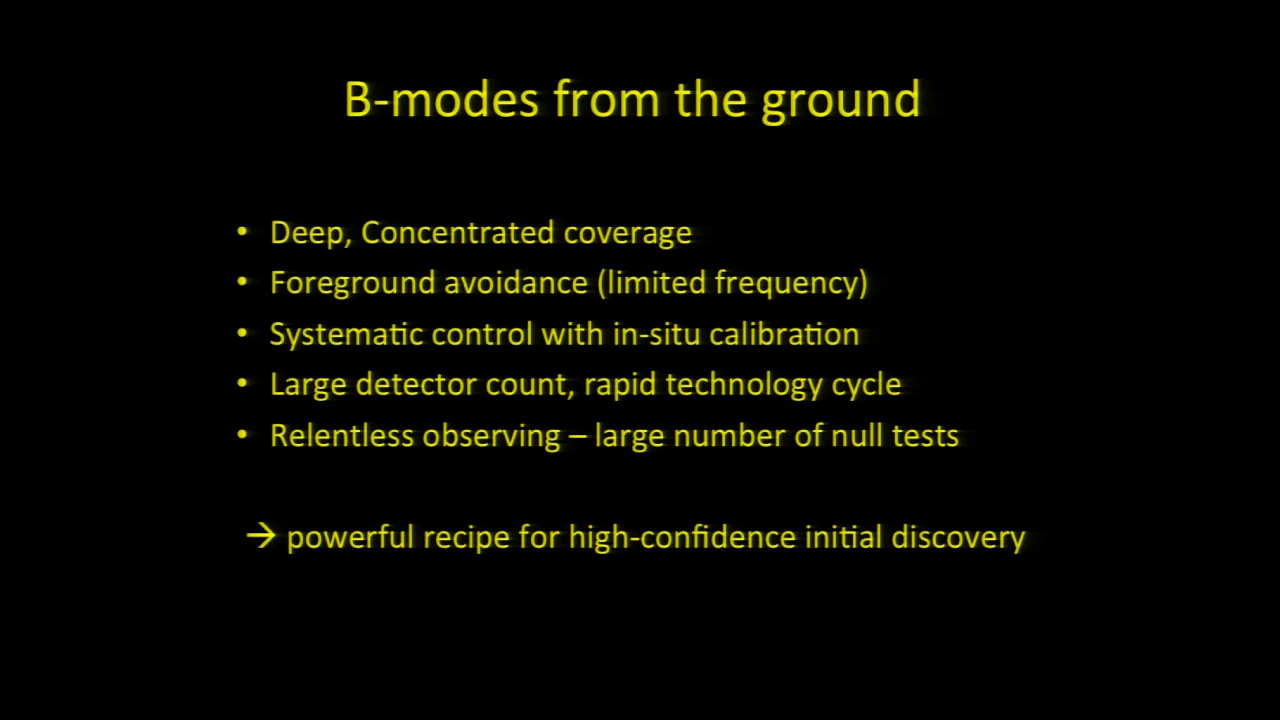 B-modes from the ground
• Deep, Concentrated coverage
• Foreground avoidance (limited frequency)
• Systematic control with in-situ calibration
• Large detector count, rapid technology cycle
• Relentless observing – large number of null tests
→ powerful recipe for high-confidence initial discovery